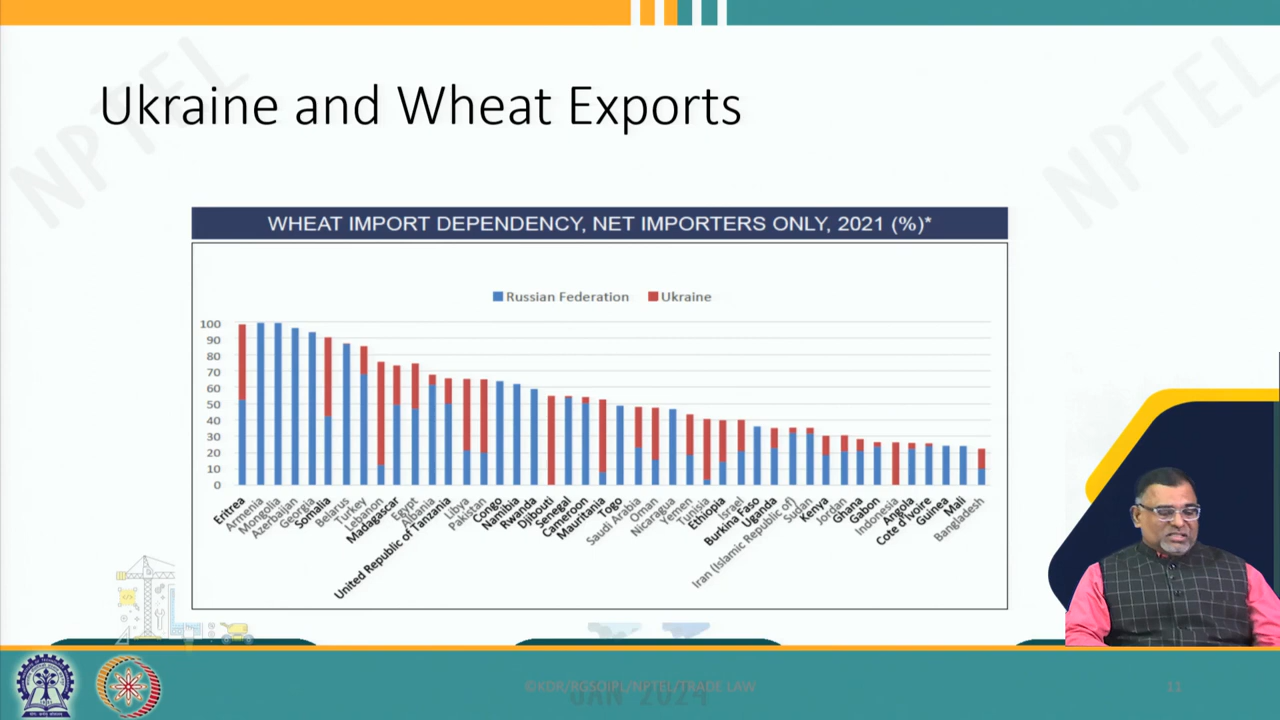 NPTEL
NPTEL
Ukraine and Wheat Exports
WHEAT IMPORT DEPENDENCY, NET IMPORTERS ONLY, 2021 (%)*
Russian Federation
Ukraine
100
90
80
70
60
50
40
30
20
10
0
Eritrea
Armenia
Mongolia
Azerbaijan
Georgia
Somalia
Belarus
Turkey
Lebanon
Madagascar
Egypt
Albania
United Republic of Tanzania
Libya
Pakistan
Congo
Namibia
Rwanda
Djibouti
Senegal
Cameroon
Mauritania
Togo
Saudi Arabia
Oman
Nicaragua
Yemen
Tunisia
Ethiopia
Israel
Burkina Faso
Uganda
Iran (Islamic Republic of)
Sudan
Kenya
Jordan
Ghana
Gabon
Indonesia
Angola
Cote d'Ivoire
Guinea
Mali
Bangladesh
©KDR/RGSOIPL/NPTEL/TRADE LAW
JAN 2024
11